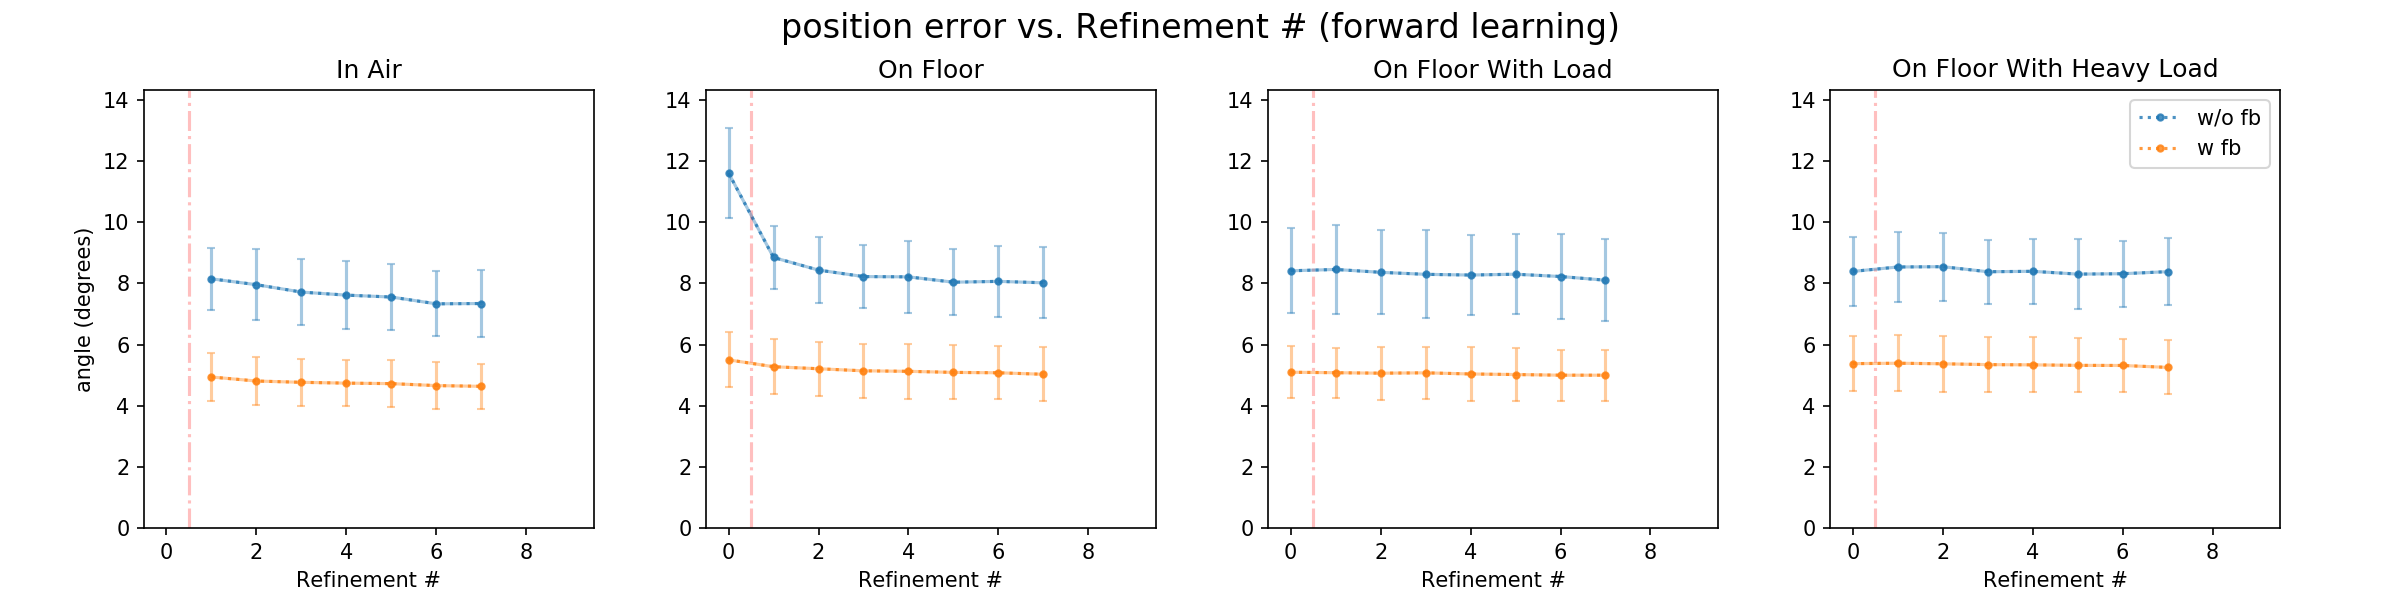 position error vs. Refinement # (forward learning)
In Air
On Floor
On Floor With Load
On Floor With Heavy Load
angle (degrees)
14
12
10
8
6
4
2
0
0 2 4 6 8
Refinement #
14
12
10
8
6
4
2
0
0 2 4 6 8
Refinement #
14
12
10
8
6
4
2
0
0 2 4 6 8
Refinement #
14
12
10
8
6
4
2
0
0 2 4 6 8
Refinement #
w/o fb
w fb